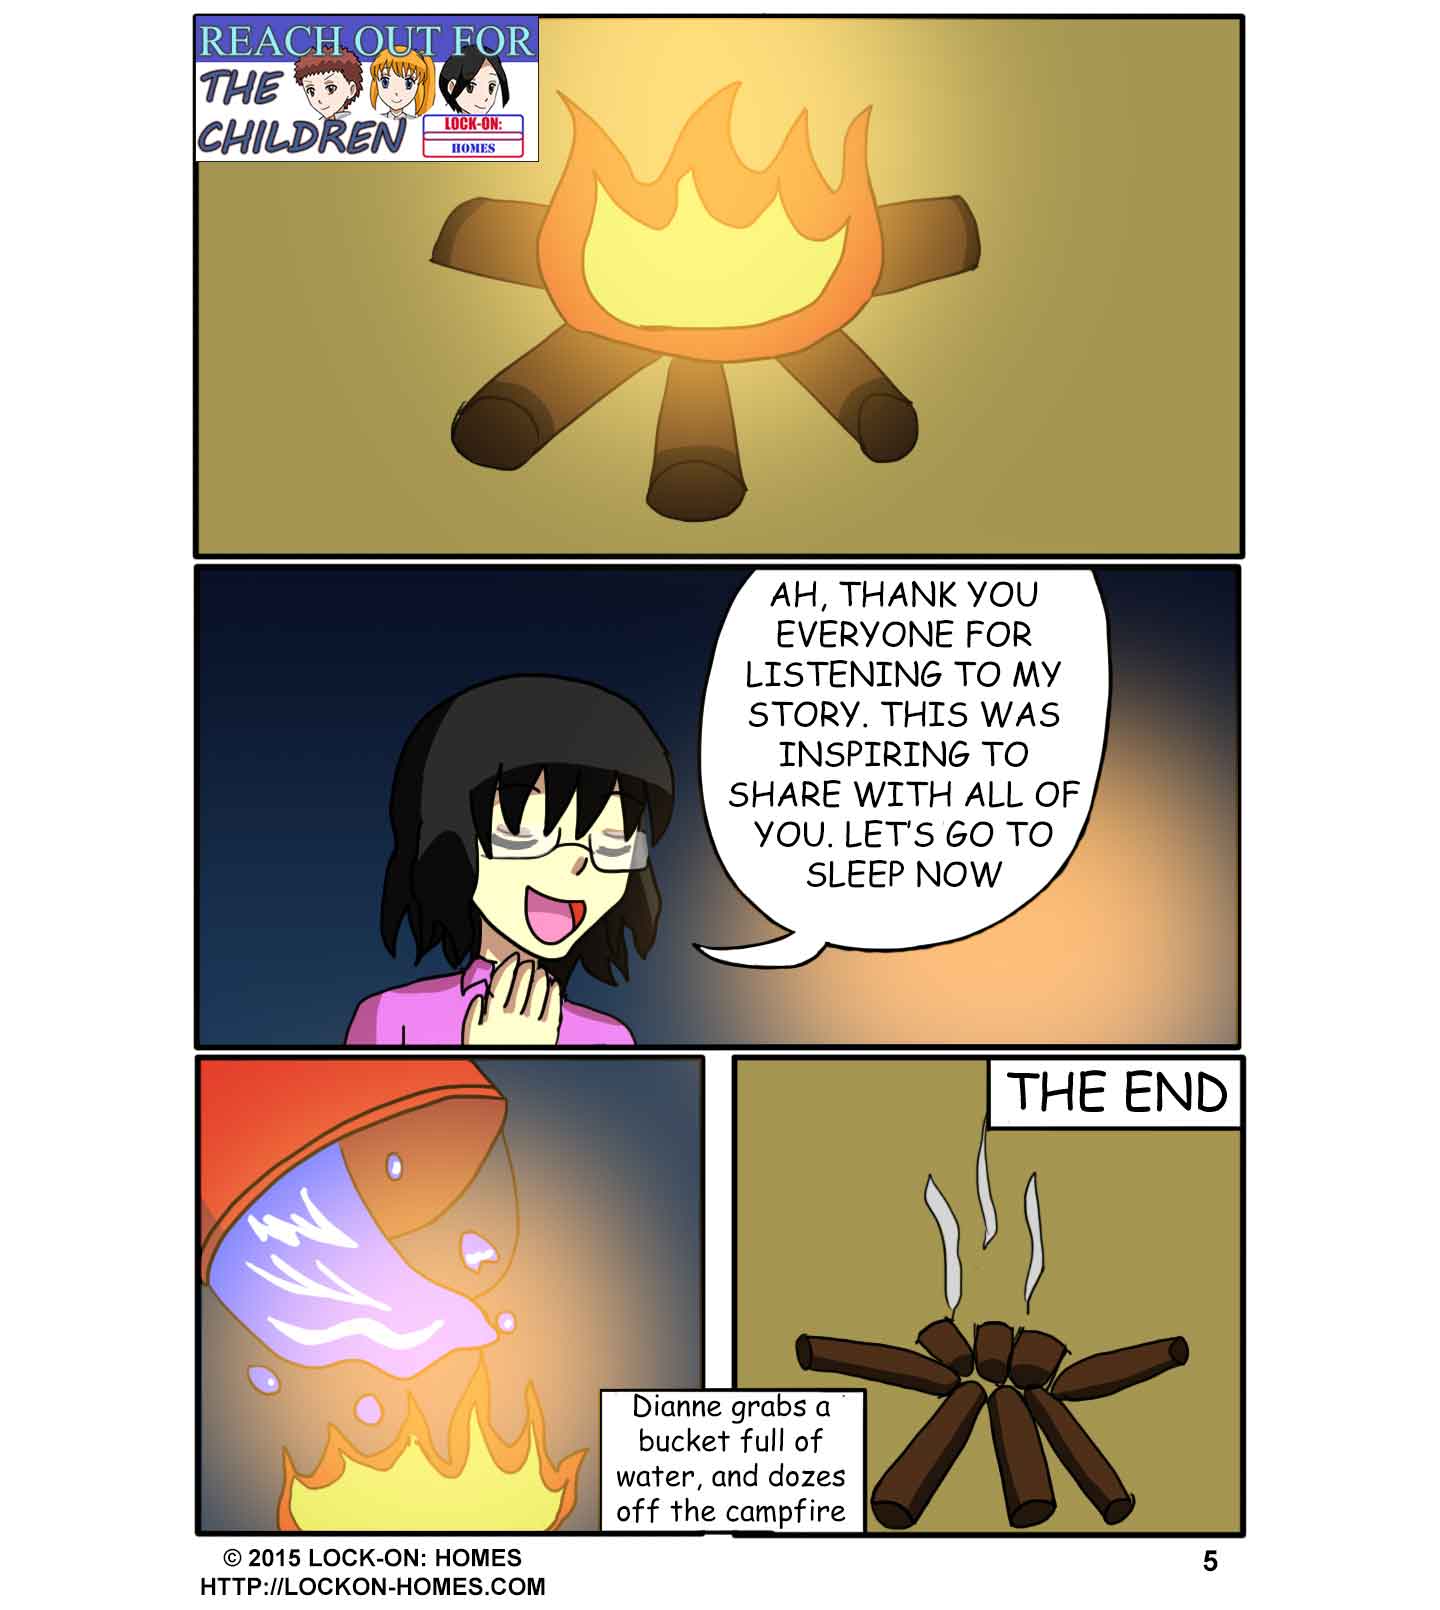 REACH OUT FOR
THE
CHILDREN
LOCK-ON:
HOMES
AH, THANK YOU
EVERYONE FOR
LISTENING TO MY
STORY. THIS WAS
INSPIRING TO
SHARE WITH ALL OF
YOU. LET'S GO TO
SLEEP NOW
Dianne grabs a
bucket full of
water, and dozes
off the campfire
THE END
© 2015 LOCK-ON: HOMES
HTTP://LOCKON-HOMES.COM
5